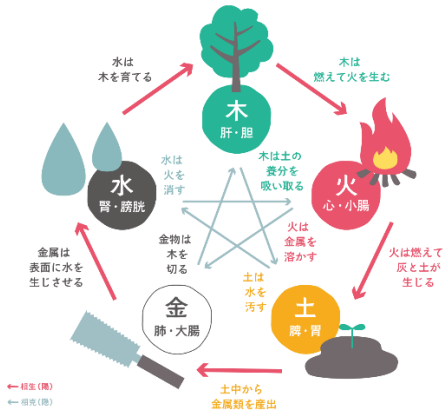 水は
木を育てる
木は
燃えて火を生む
木
肝・胆
水は
火を
消す
木は土の
養分を
吸い取る
水
腎・膀胱
火
心・小腸
金物は
木を
切る
火は
金属を
溶かす
金属は
表面に水を
生じさせる
土は
水を
汚す
火は燃えて
灰と土が
生じる
金
肺・大腸
土
脾・胃
土中から
金属類を産出
相生(陽)
相克(陰)